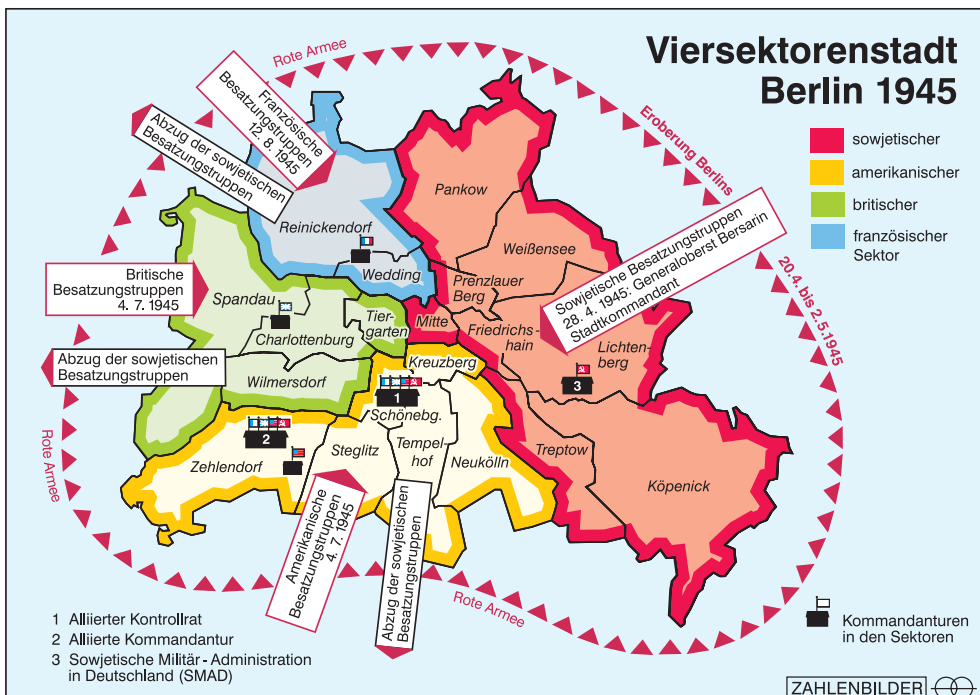 Viersektorenstadt
Berlin 1945
sowjetischer
amerikanischer
britischer
französischer
Sektor
Rote Armee
Eroberung Berlins
20.4. bis 2.5.1945
Rote Armee
Rote Armee
Französische
Besatzungstruppen
12. 8. 1945
Abzug der sowjetischen
Besatzungstruppen
Britische
Besatzungstruppen
4. 7. 1945
Abzug der sowjetischen
Besatzungstruppen
Sowjetische Besatzungstruppen
28. 4. 1945: Generaloberst Bersarin
Stadtkommandant
Amerikanische
Besatzungstruppen
4. 7. 1945
Abzug der sowjetischen
Besatzungstruppen
Pankow
Reinickendorf
Weißensee
Wedding
Prenzlauer
Berg
Spandau
Tier-
garten
Mitte
Friedrichs-
hain
Charlottenburg
Lichten-
berg
Kreuzberg
Wilmersdorf
3
1
Schönebg.
2
Steglitz
Tempel-
hof
Neukölln
Treptow
Zehlendorf
Köpenick
1 Alliierter Kontrollrat
2 Alliierte Kommandantur
3 Sowjetische Militär - Administration
in Deutschland (SMAD)
Kommandanturen
in den Sektoren
ZAHLENBILDER